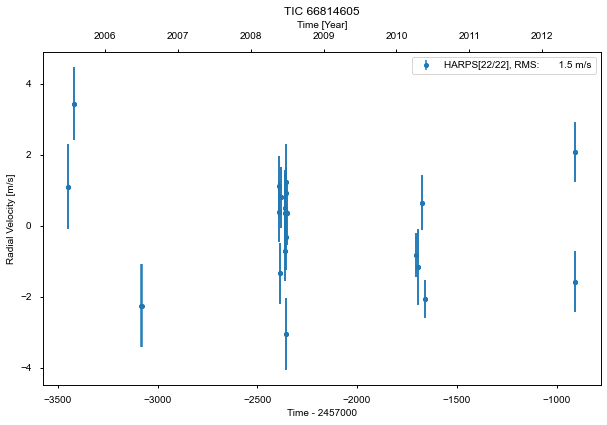 TIC 66814605
Time [Year]
2006 2007 2008 2009 2010 2011 2012
HARPS[22/22], RMS: 1.5 m/s
4
2
0
−2
−4
Radial Velocity [m/s]
−3500 −3000 −2500 −2000 −1500 −1000
Time - 2457000